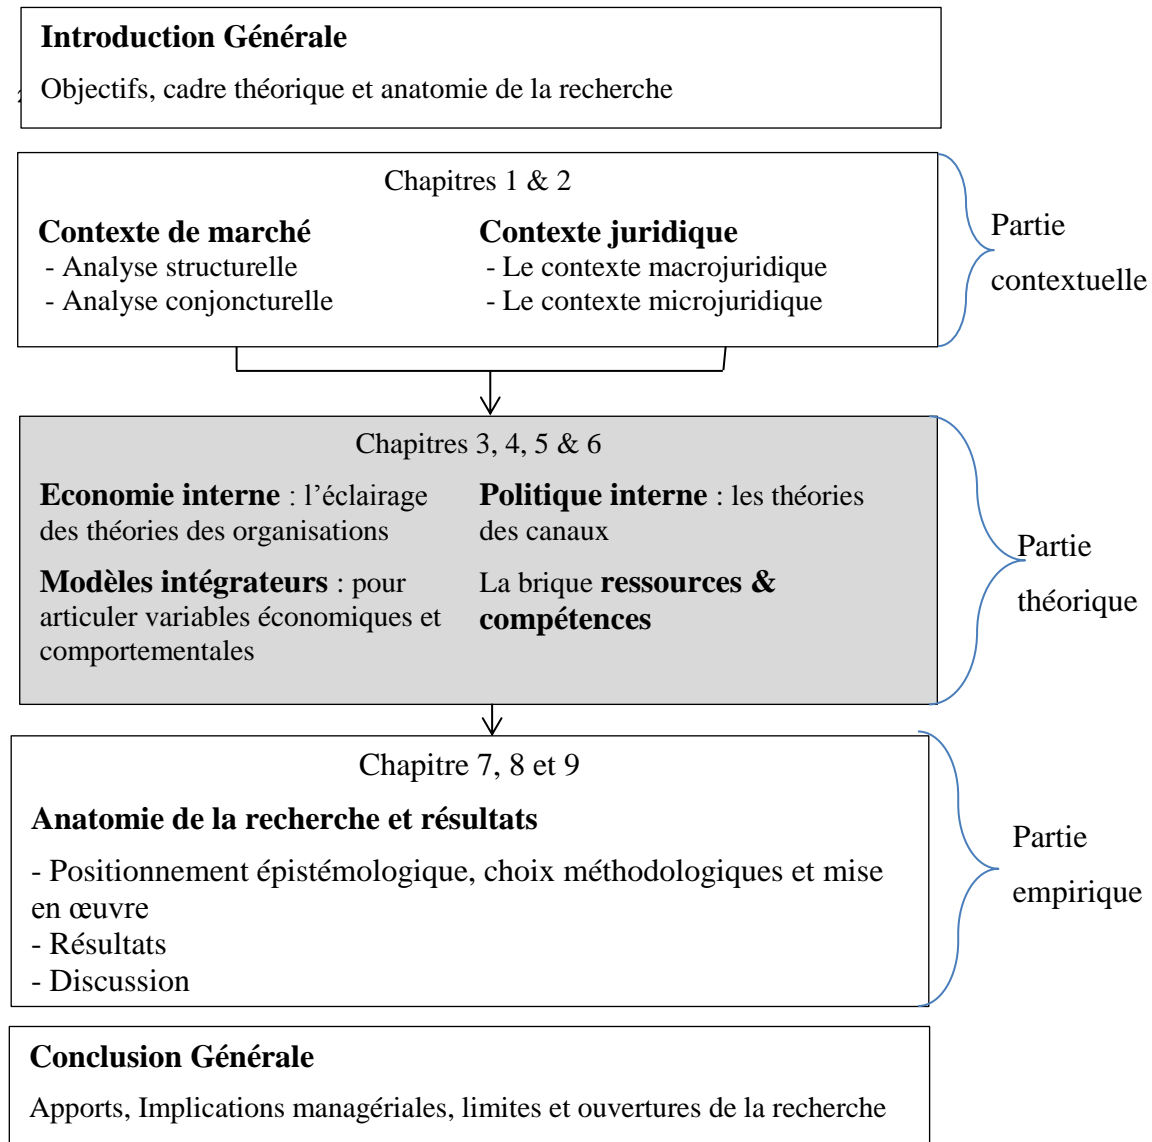 Introduction Générale
Objectifs, cadre théorique et anatomie de la recherche
Chapitres 1 & 2
Contexte de marché
- Analyse structurelle
- Analyse conjoncturelle
Contexte juridique
- Le contexte macrojuridique
- Le contexte microjuridique
Partie
contextuelle
Chapitres 3, 4, 5 & 6
Economie interne : l’éclairage
des théories des organisations
Modèles intégrateurs : pour
articuler variables économiques et
comportementales
Politique interne : les théories
des canaux
La brique ressources &
compétences
Partie
théorique
Chapitre 7, 8 et 9
Anatomie de la recherche et résultats
- Positionnement épistémologique, choix méthodologiques et mise
en œuvre
- Résultats
- Discussion
Partie
empirique
Conclusion Générale
Apports, Implications managériales, limites et ouvertures de la recherche